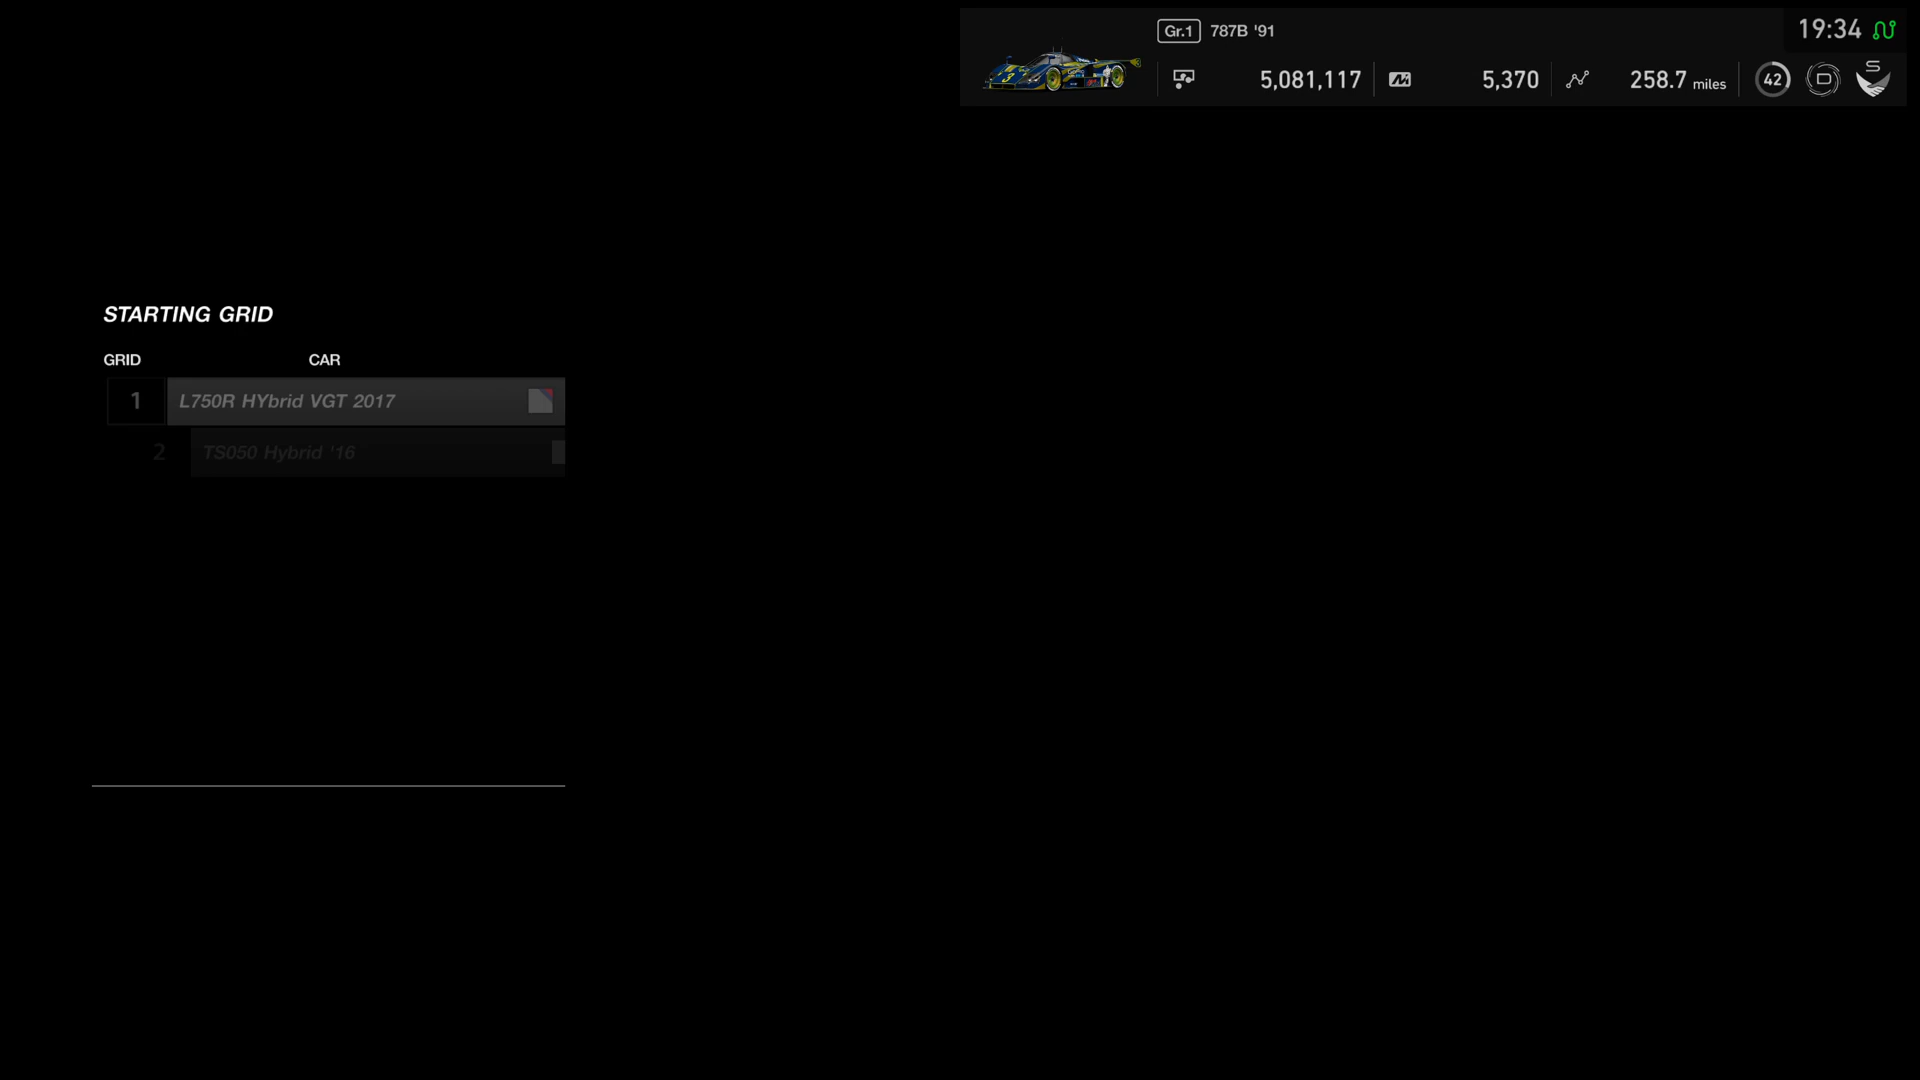 Gr.1 787B '91
19:34
5,081,117 5,370 258.7 miles 42 D S
STARTING GRID
GRID CAR
1 L750R HYbrid VGT 2017
2 TS050 Hybrid '16